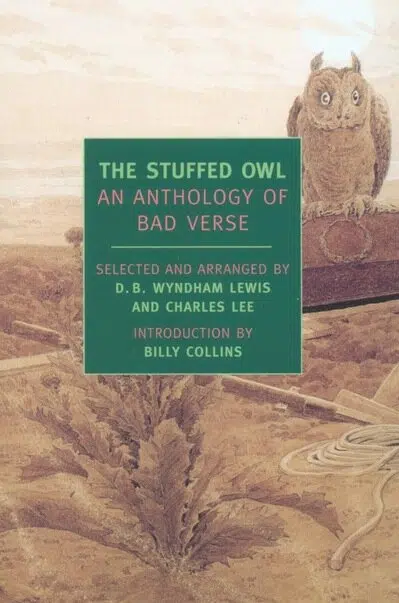 THE STUFFED OWL
AN ANTHOLOGY OF
BAD VERSE
SELECTED AND ARRANGED BY
D. B. WYNDHAM LEWIS
AND CHARLES LEE
INTRODUCTION BY
BILLY COLLINS